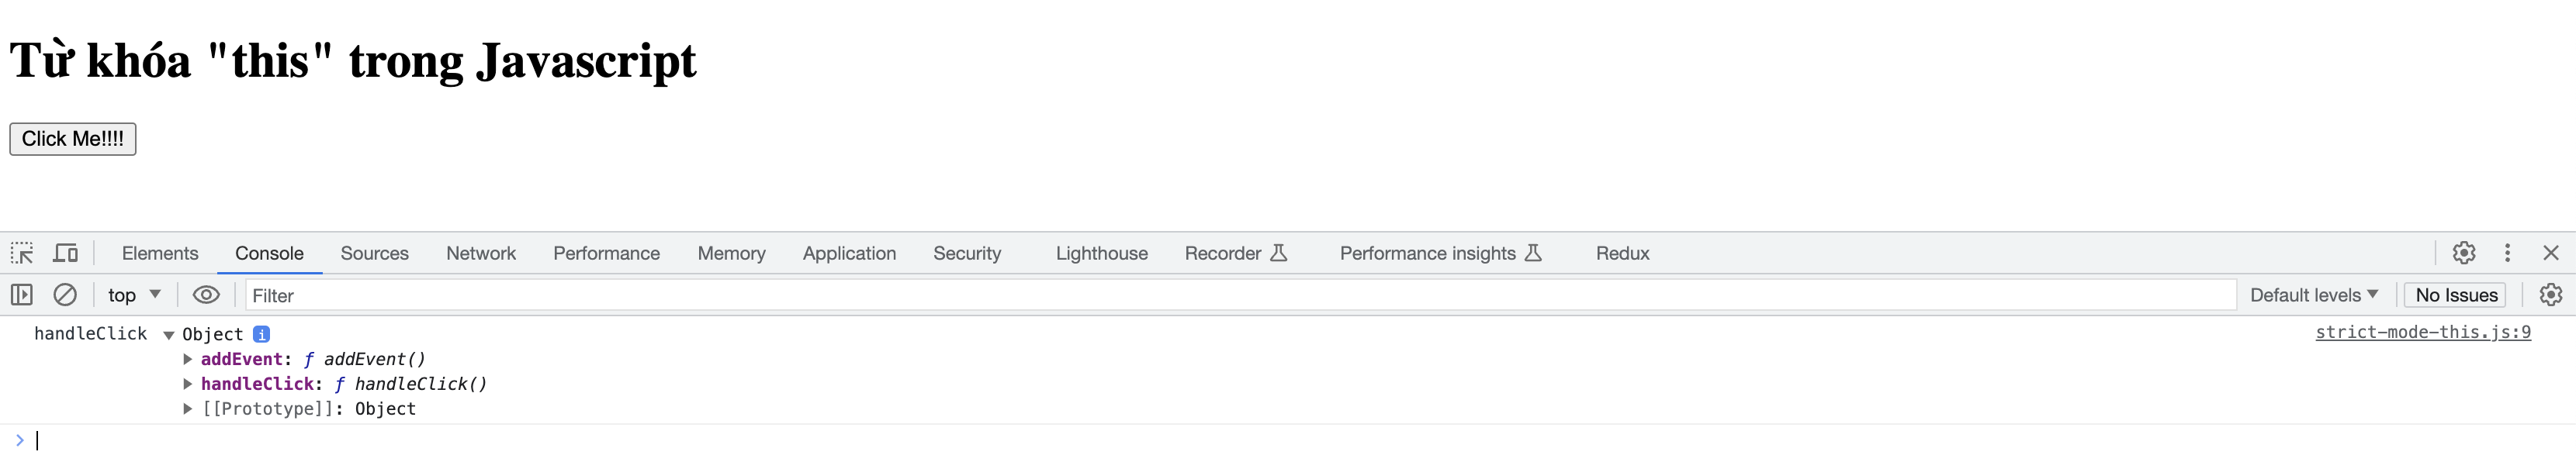 Từ khóa "this" trong Javascript
Click Me!!!!
Elements Console Sources Network Performance Memory Application Security Lighthouse Recorder Performance insights Redux
top Filter Default levels No Issues
handleClick Object i strict-mode-this.js:9
addEvent: ƒ addEvent()
handleClick: ƒ handleClick()
[[Prototype]]: Object